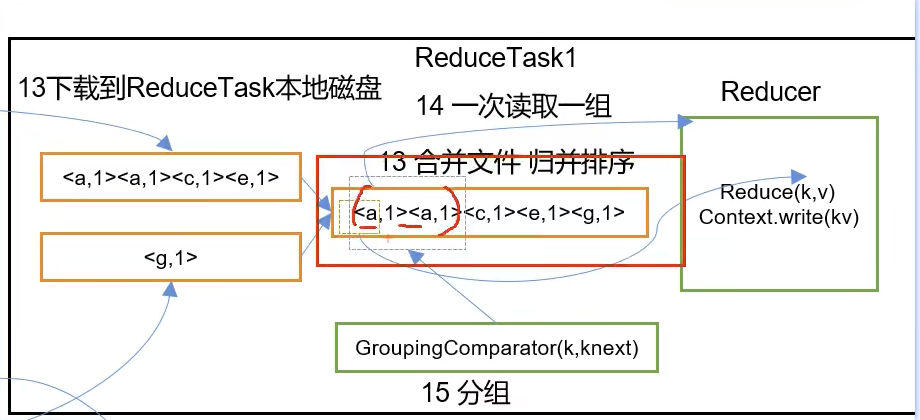 ReduceTask1
13下载到ReduceTask本地磁盘
14 一次读取一组
Reducer
13 合并文件 归并排序
<a,1><a,1><c,1><e,1>
<a,1><a,1><c,1><e,1><g,1>
Reduce(k,v)
Context.write(kv)
<g,1>
GroupingComparator(k,knext)
15 分组